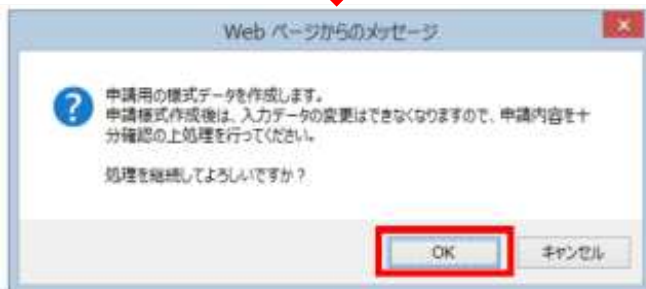 Web ページからのメッセージ
申請用の様式データを作成します。
申請様式作成後は、入力データの変更はできなくなりますので、申請内容を十
分確認の上処理を行ってください。
処理を継続してよろしいですか？
OK
キャンセル